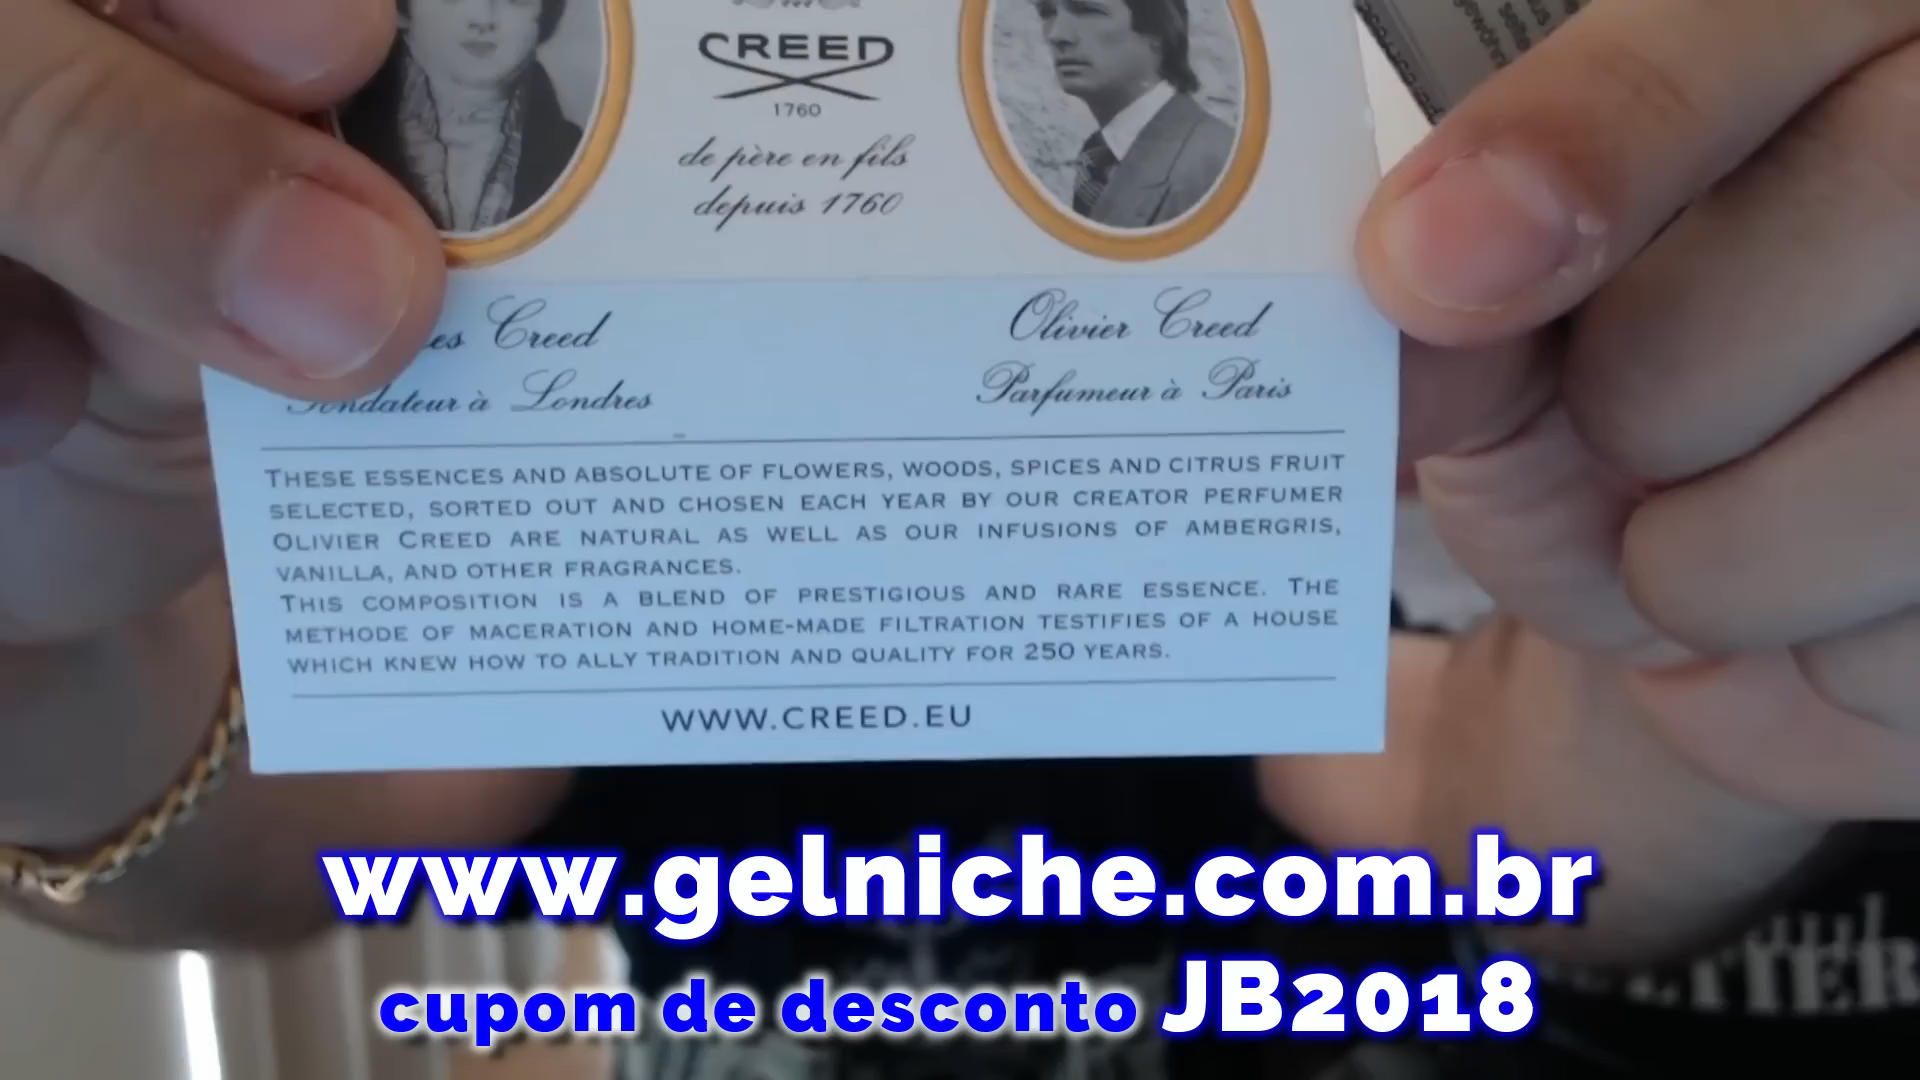 CREED
1760
de père en fils
depuis 1760
Creed
Olivier Creed
Fondateur à Londres
Parfumeur à Paris
THESE ESSENCES AND ABSOLUTE OF FLOWERS, WOODS, SPICES AND CITRUS FRUIT
SELECTED, SORTED OUT AND CHOSEN EACH YEAR BY OUR CREATOR PERFUMER
OLIVIER CREED ARE NATURAL AS WELL AS OUR INFUSIONS OF AMBERGRIS,
VANILLA, AND OTHER FRAGRANCES.
THIS COMPOSITION IS A BLEND OF PRESTIGIOUS AND RARE ESSENCE. THE
METHODE OF MACERATION AND HOME-MADE FILTRATION TESTIFIES OF A HOUSE
WHICH KNEW HOW TO ALLY TRADITION AND QUALITY FOR 250 YEARS.
WWW.CREED.EU
www.gelniche.com.br
cupom de desconto JB2018